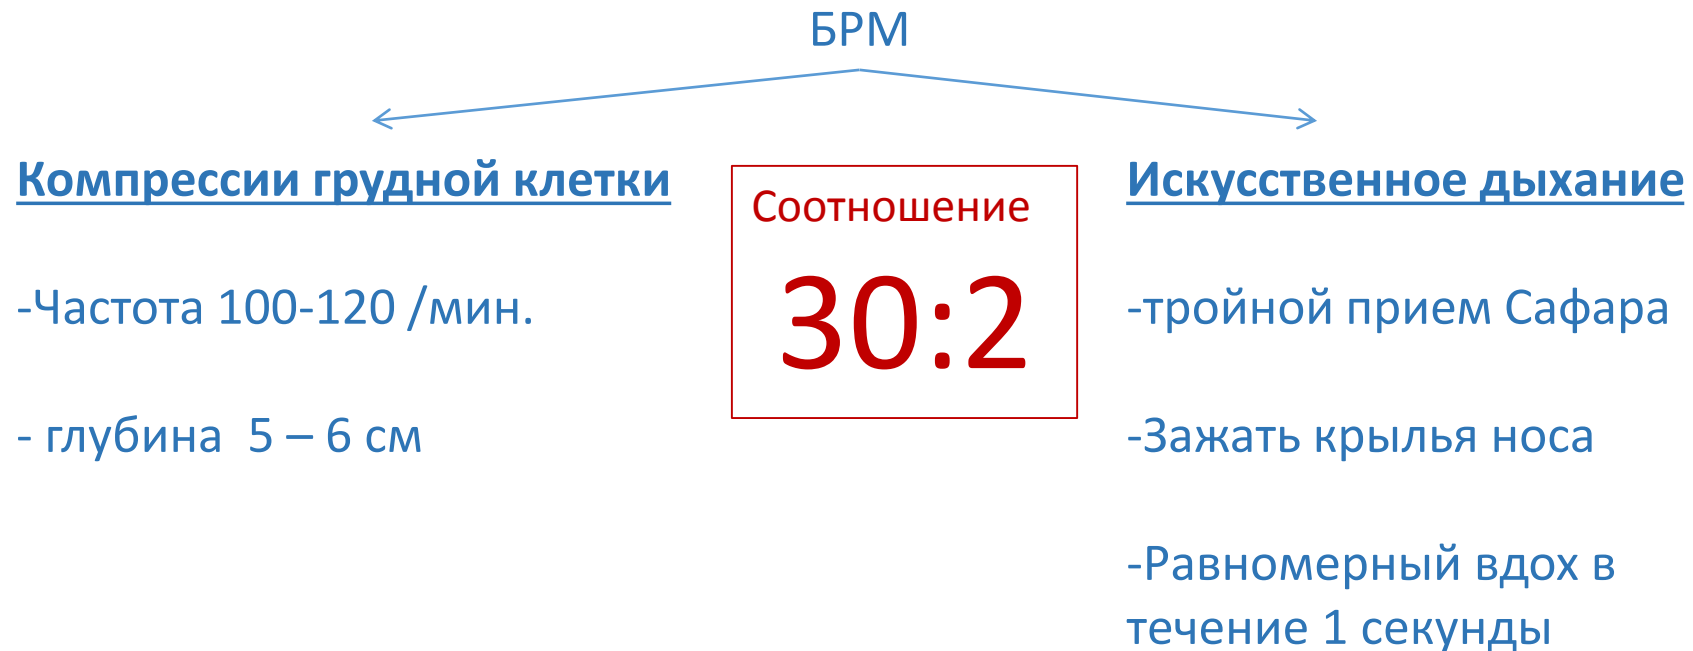 БРМ
Компрессии грудной клетки
-Частота 100-120 /мин.
- глубина  5 – 6 см
Соотношение
30:2
Искусственное дыхание
-тройной прием Сафара
-Зажать крылья носа
-Равномерный вдох в
течение 1 секунды